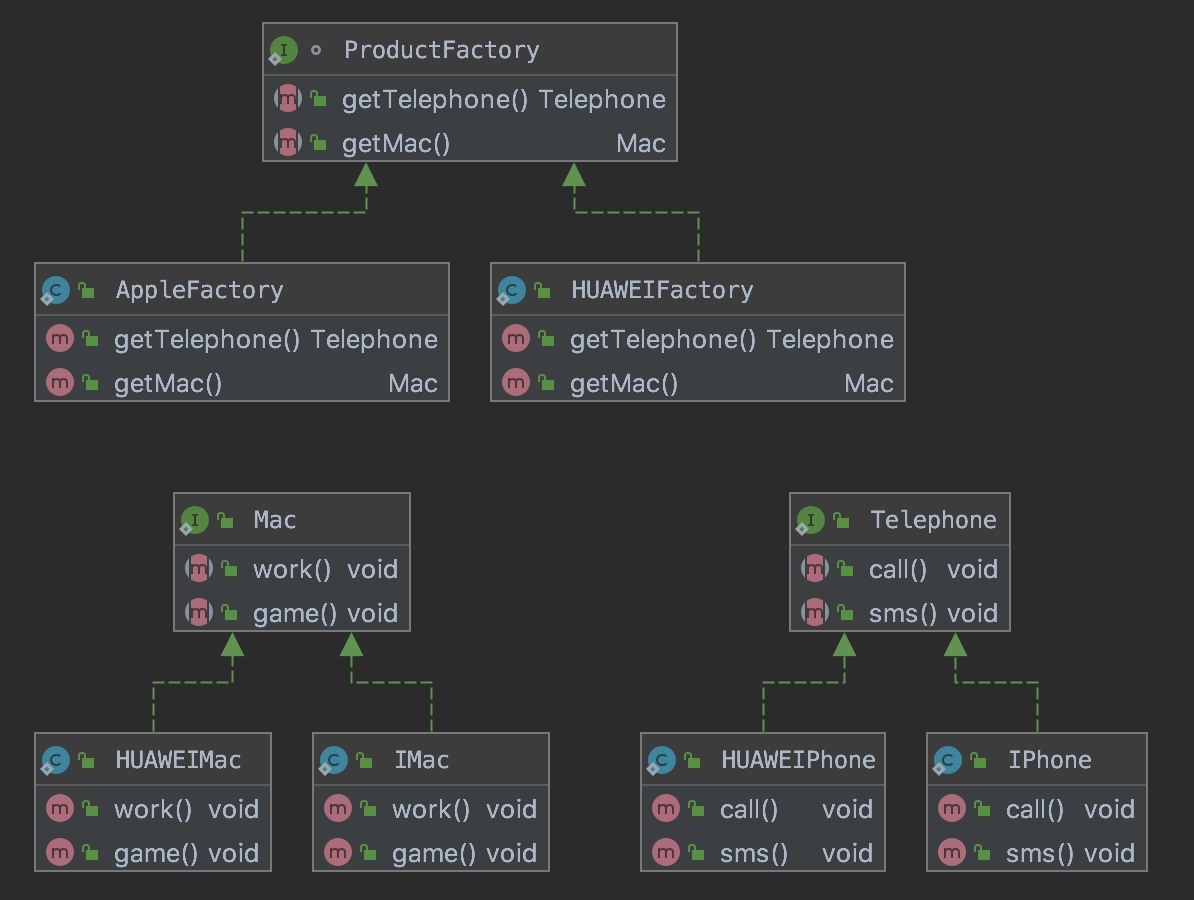 ProductFactory
getTelephone() Telephone
getMac() Mac
AppleFactory
getTelephone() Telephone
getMac() Mac
HUAWEIFactory
getTelephone() Telephone
getMac() Mac
Mac
work() void
game() void
Telephone
call() void
sms() void
HUAWEIMac
work() void
game() void
IMac
work() void
game() void
HUAWEIPhone
call() void
sms() void
IPhone
call() void
sms() void